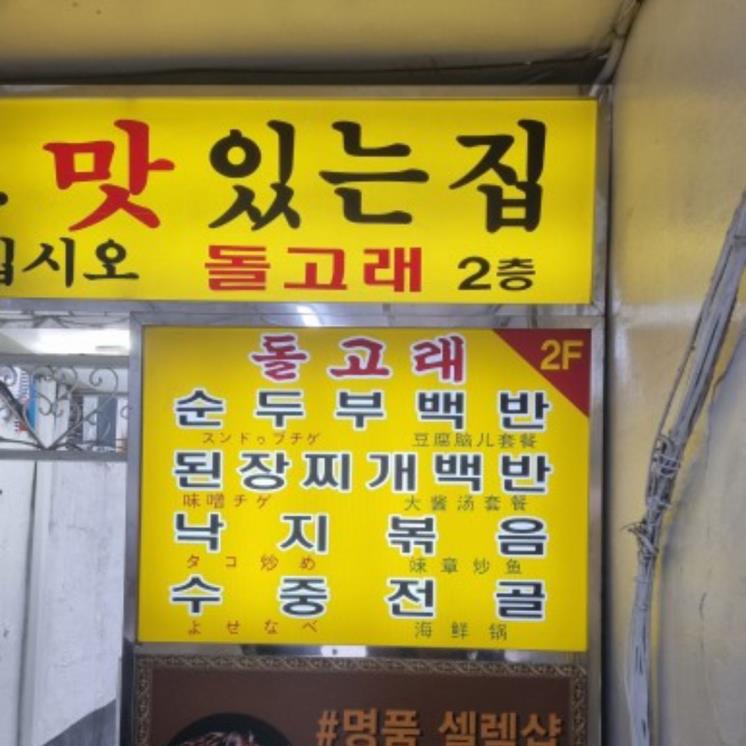 맛있는집
십시오 돌고래 2층
돌고래 2F
순두부백반
スンドゥブチゲ 豆腐脑儿套餐
된장찌개백반
味噌チゲ 大酱汤套餐
낙지볶음
タコ炒め 竦章炒鱼
수중전골
よせなべ 海鲜锅
#명품 셀렉샵